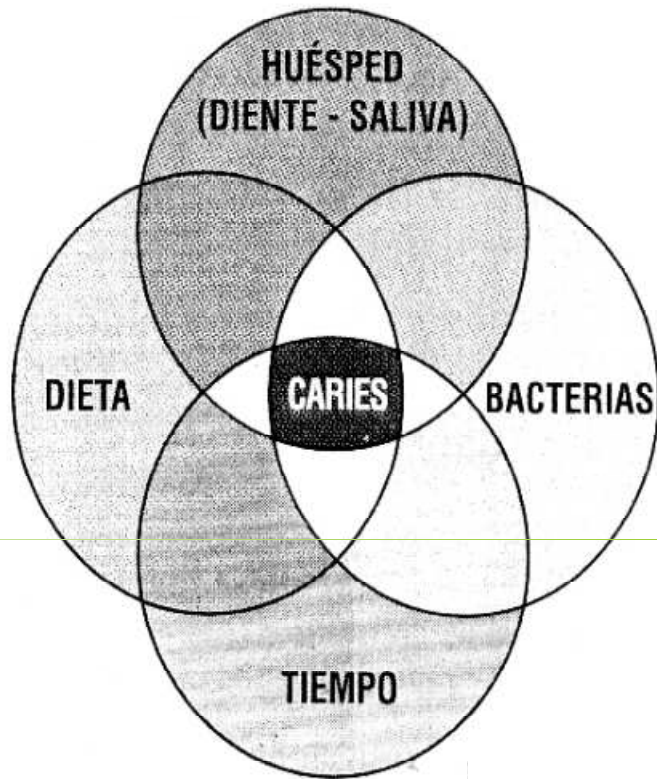 HUÉSPED
(DIENTE - SALIVA)
DIETA
CARIES
BACTERIAS
TIEMPO